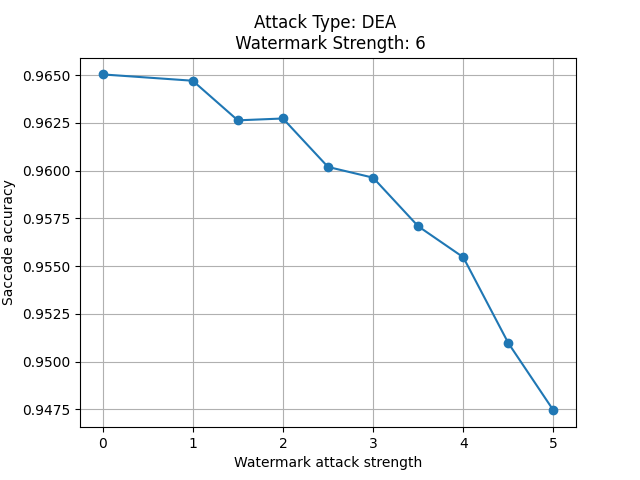 Attack Type: DEA
Watermark Strength: 6
Saccade accuracy
0.9650
0.9625
0.9600
0.9575
0.9550
0.9525
0.9500
0.9475
0 1 2 3 4 5
Watermark attack strength